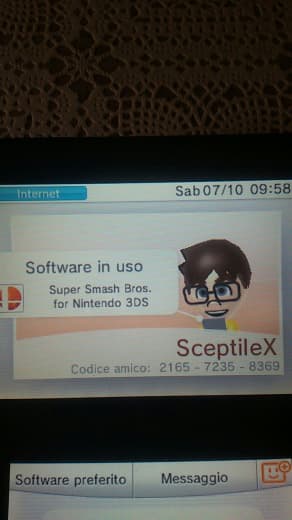 Internet
Sab 07/10 09:58
Software in uso
Super Smash Bros.
for Nintendo 3DS
SceptileX
Codice amico: 2165 - 7235 - 8369
Software preferito
Messaggio